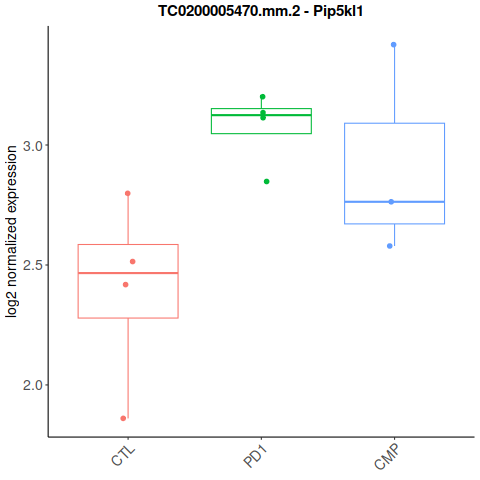 TC0200005470.mm.2 - Pip5kl1
log2 normalized expression
3.0
2.5
2.0
CTL
PD1
CMP